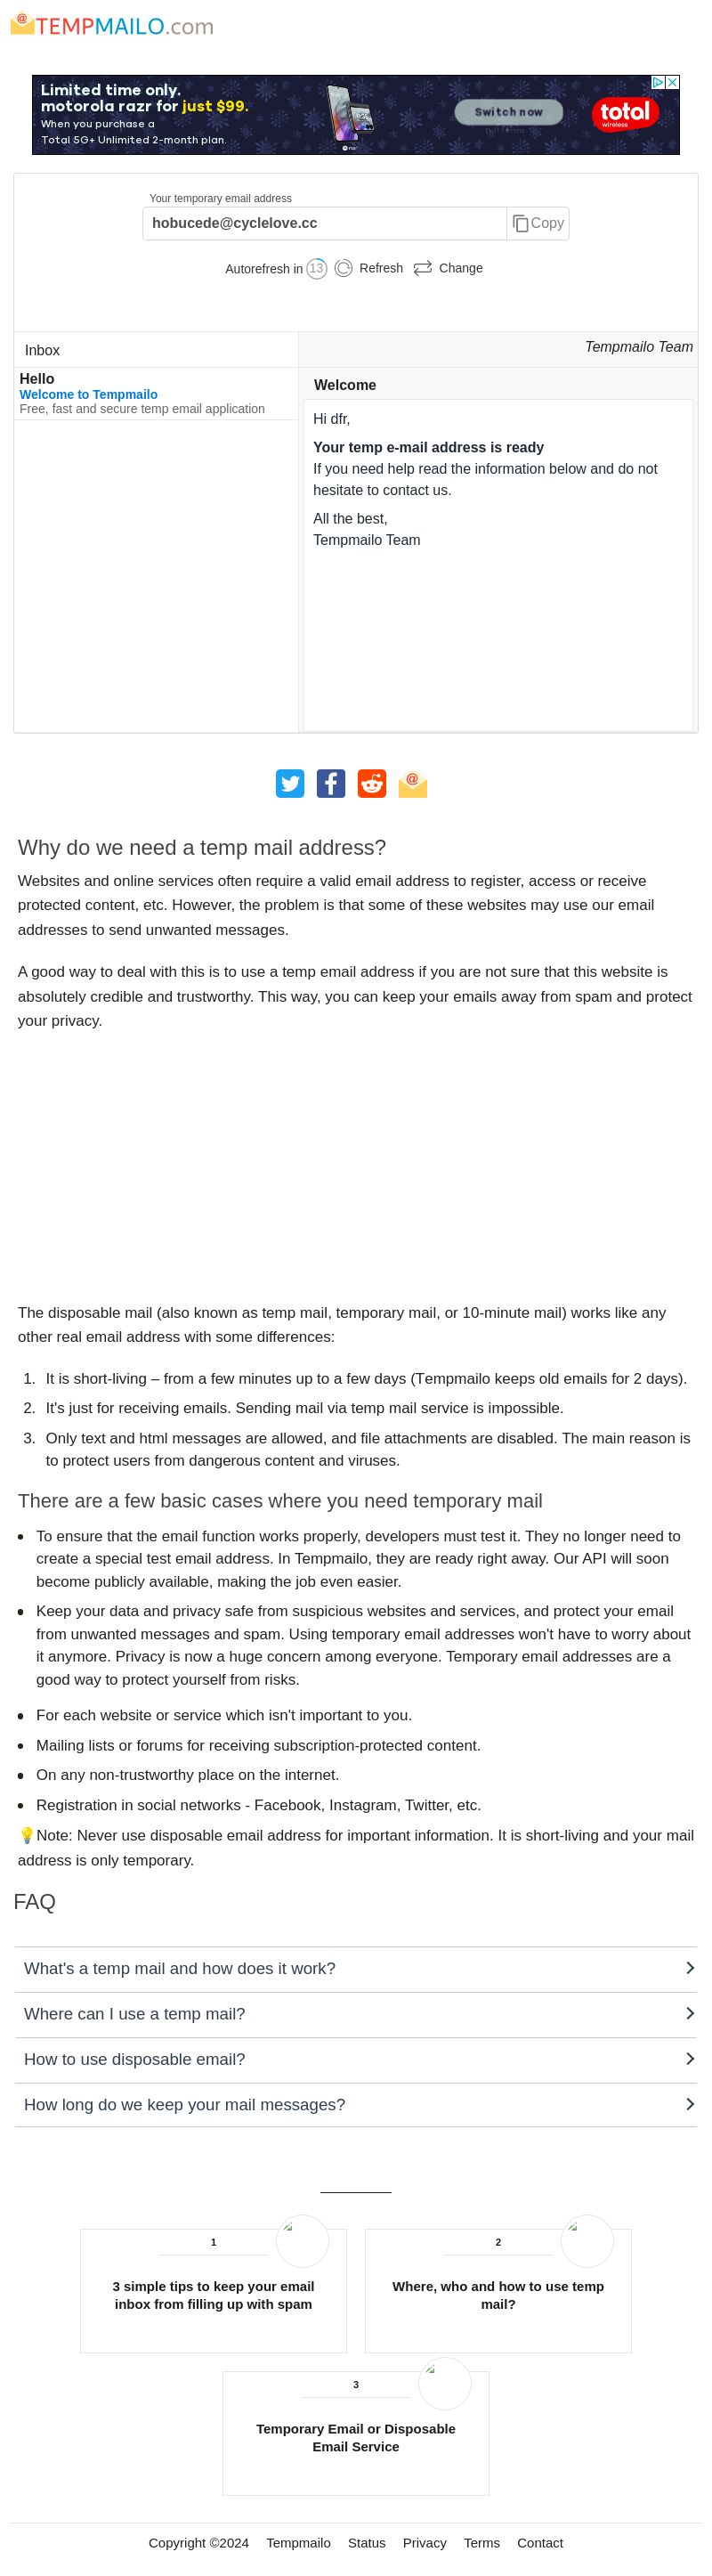 TEMPMAILO.com
Limited time only.
motorola razr for just $99.
When you purchase a
Total 5G+ Unlimited 2-month plan.
Switch now
total
wireless
Your temporary email address
hobucede@cyclelove.cc
Copy
Autorefresh in 13 Refresh Change
Inbox
Tempmailo Team
Hello
Welcome to Tempmailo
Free, fast and secure temp email application
Welcome
Hi dfr,
Your temp e-mail address is ready
If you need help read the information below and do not
hesitate to contact us.
All the best,
Tempmailo Team
Why do we need a temp mail address?
Websites and online services often require a valid email address to register, access or receive
protected content, etc. However, the problem is that some of these websites may use our email
addresses to send unwanted messages.
A good way to deal with this is to use a temp email address if you are not sure that this website is
absolutely credible and trustworthy. This way, you can keep your emails away from spam and protect
your privacy.
The disposable mail (also known as temp mail, temporary mail, or 10-minute mail) works like any
other real email address with some differences:
1. It is short-living – from a few minutes up to a few days (Tempmailo keeps old emails for 2 days).
2. It's just for receiving emails. Sending mail via temp mail service is impossible.
3. Only text and html messages are allowed, and file attachments are disabled. The main reason is
to protect users from dangerous content and viruses.
There are a few basic cases where you need temporary mail
• To ensure that the email function works properly, developers must test it. They no longer need to
create a special test email address. In Tempmailo, they are ready right away. Our API will soon
become publicly available, making the job even easier.
• Keep your data and privacy safe from suspicious websites and services, and protect your email
from unwanted messages and spam. Using temporary email addresses won't have to worry about
it anymore. Privacy is now a huge concern among everyone. Temporary email addresses are a
good way to protect yourself from risks.
• For each website or service which isn't important to you.
• Mailing lists or forums for receiving subscription-protected content.
• On any non-trustworthy place on the internet.
• Registration in social networks - Facebook, Instagram, Twitter, etc.
💡Note: Never use disposable email address for important information. It is short-living and your mail
address is only temporary.
FAQ
What's a temp mail and how does it work?
Where can I use a temp mail?
How to use disposable email?
How long do we keep your mail messages?
1
3 simple tips to keep your email
inbox from filling up with spam
2
Where, who and how to use temp
mail?
3
Temporary Email or Disposable
Email Service
Copyright ©2024 Tempmailo Status Privacy Terms Contact